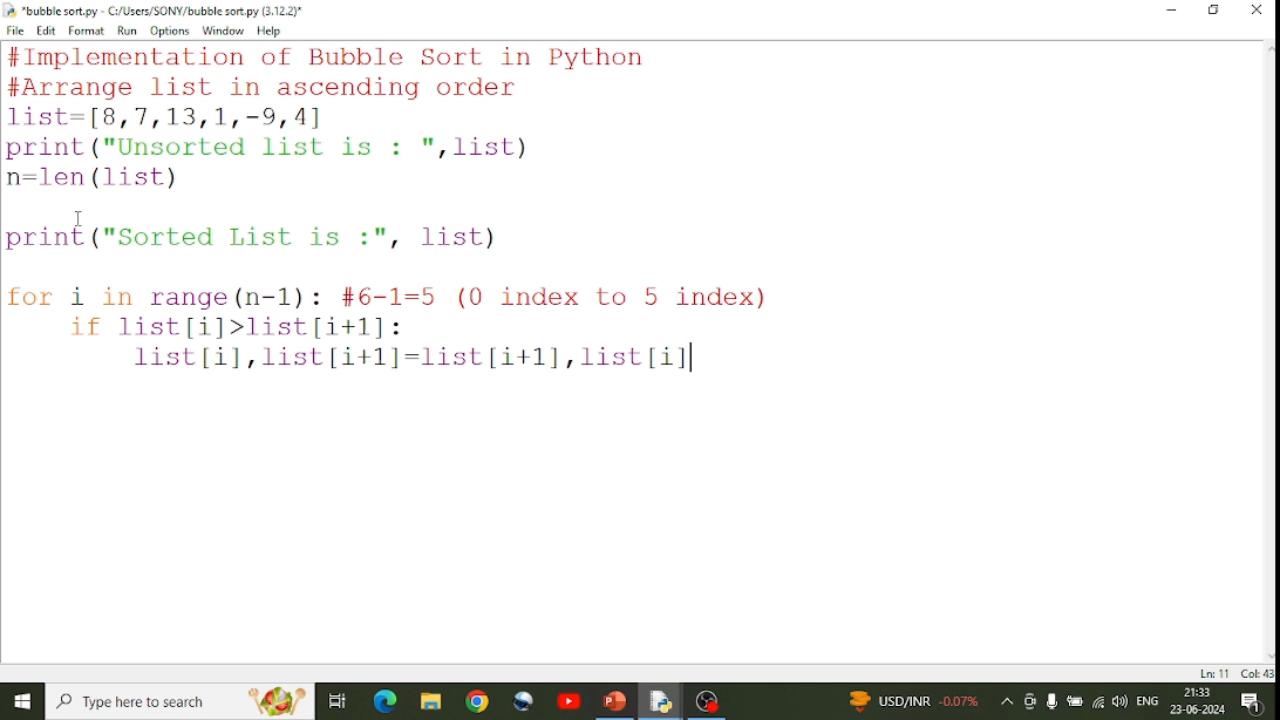 *bubble sort.py - C:/Users/SONY/bubble sort.py (3.12.2)*
File Edit Format Run Options Window Help
#Implementation of Bubble Sort in Python
#Arrange list in ascending order
list=[8,7,13,1,-9,4]
print("Unsorted list is : ",list)
n=len(list)
print("Sorted List is :", list)
for i in range(n-1): #6-1=5 (0 index to 5 index)
    if list[i]>list[i+1]:
        list[i],list[i+1]=list[i+1],list[i]
Ln: 11 Col: 43
Type here to search
USD/INR -0.07%
ENG
21:33
23-06-2024
1